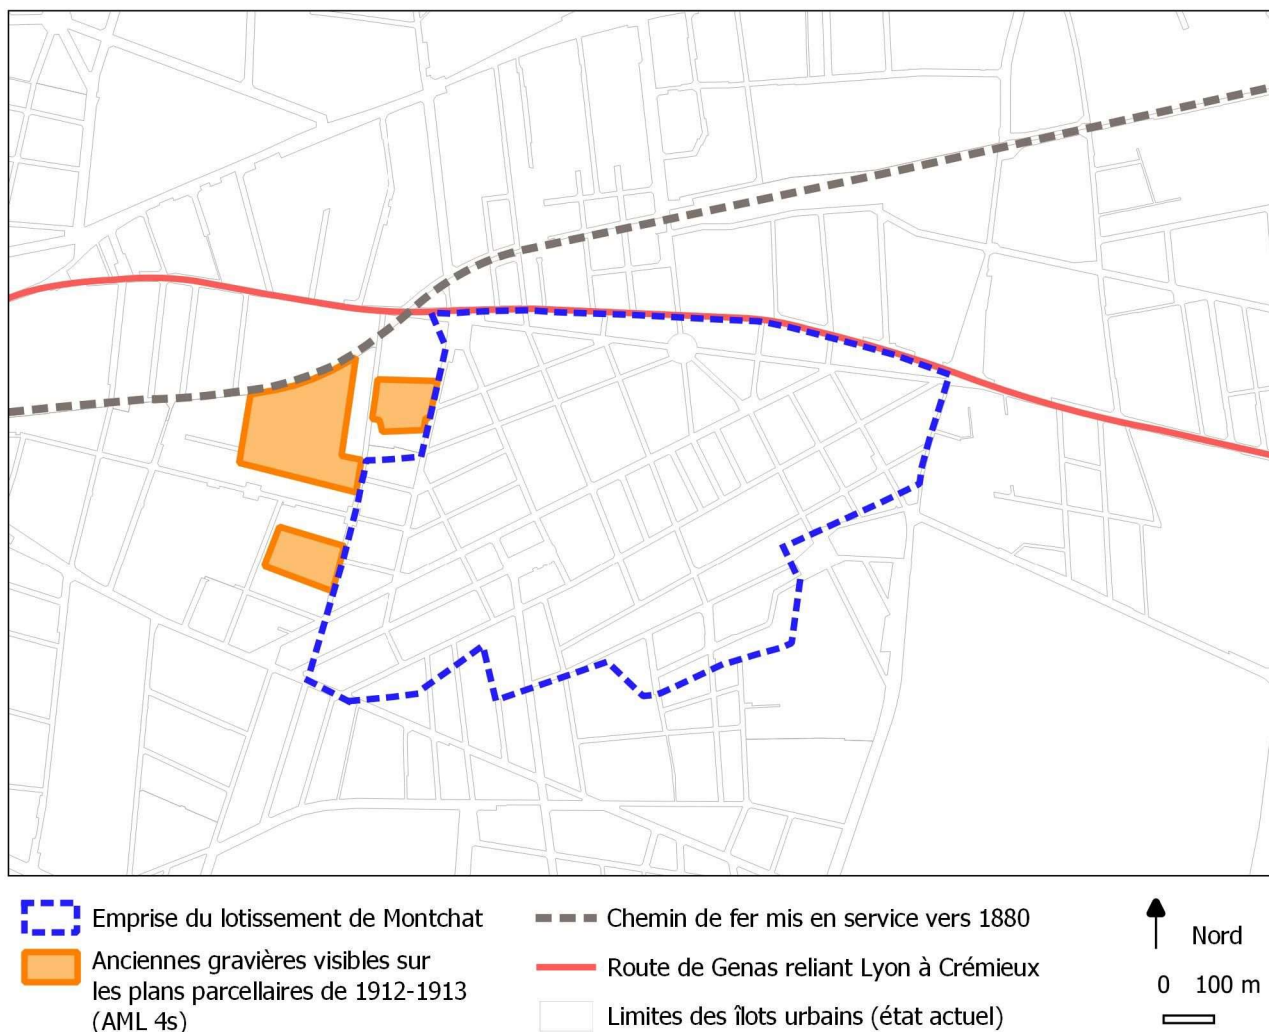 Emprise du lotissement de Montchat
Anciennes gravières visibles sur
les plans parcellaires de 1912-1913
(AML 4s)
Chemin de fer mis en service vers 1880
Route de Genas reliant Lyon à Crémieux
Limites des îlots urbains (état actuel)
Nord
0 100 m